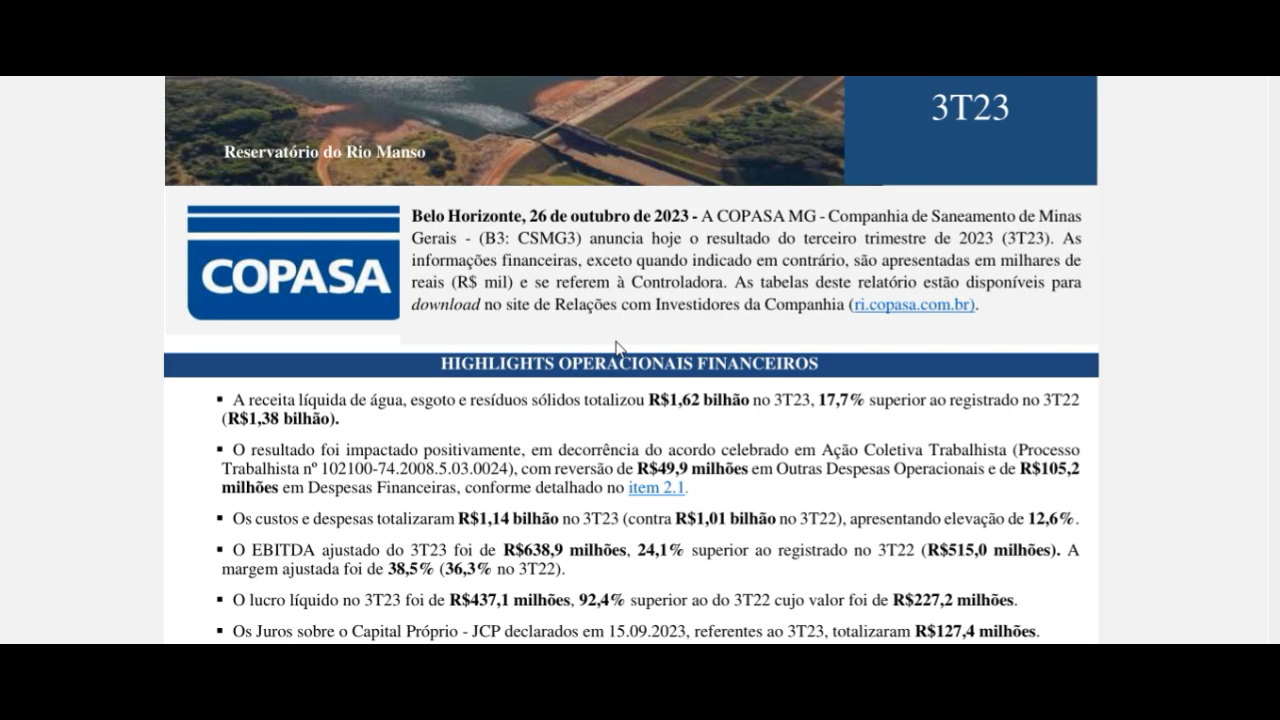 3T23
Reservatório do Rio Manso
COPASA
Belo Horizonte, 26 de outubro de 2023 - A COPASA MG - Companhia de Saneamento de Minas
Gerais - (B3: CSMG3) anuncia hoje o resultado do terceiro trimestre de 2023 (3T23). As
informações financeiras, exceto quando indicado em contrário, são apresentadas em milhares de
reais (R$ mil) e se referem à Controladora. As tabelas deste relatório estão disponíveis para
download no site de Relações com Investidores da Companhia (ri.copasa.com.br).
HIGHLIGHTS OPERACIONAIS FINANCEIROS
▪ A receita líquida de água, esgoto e resíduos sólidos totalizou R$1,62 bilhão no 3T23, 17,7% superior ao registrado no 3T22
(R$1,38 bilhão).
▪ O resultado foi impactado positivamente, em decorrência do acordo celebrado em Ação Coletiva Trabalhista (Processo
Trabalhista nº 102100-74.2008.5.03.0024), com reversão de R$49,9 milhões em Outras Despesas Operacionais e de R$105,2
milhões em Despesas Financeiras, conforme detalhado no item 2.1.
▪ Os custos e despesas totalizaram R$1,14 bilhão no 3T23 (contra R$1,01 bilhão no 3T22), apresentando elevação de 12,6%.
▪ O EBITDA ajustado do 3T23 foi de R$638,9 milhões, 24,1% superior ao registrado no 3T22 (R$515,0 milhões). A
margem ajustada foi de 38,5% (36,3% no 3T22).
▪ O lucro líquido no 3T23 foi de R$437,1 milhões, 92,4% superior ao do 3T22 cujo valor foi de R$227,2 milhões.
▪ Os Juros sobre o Capital Próprio - JCP declarados em 15.09.2023, referentes ao 3T23, totalizaram R$127,4 milhões.